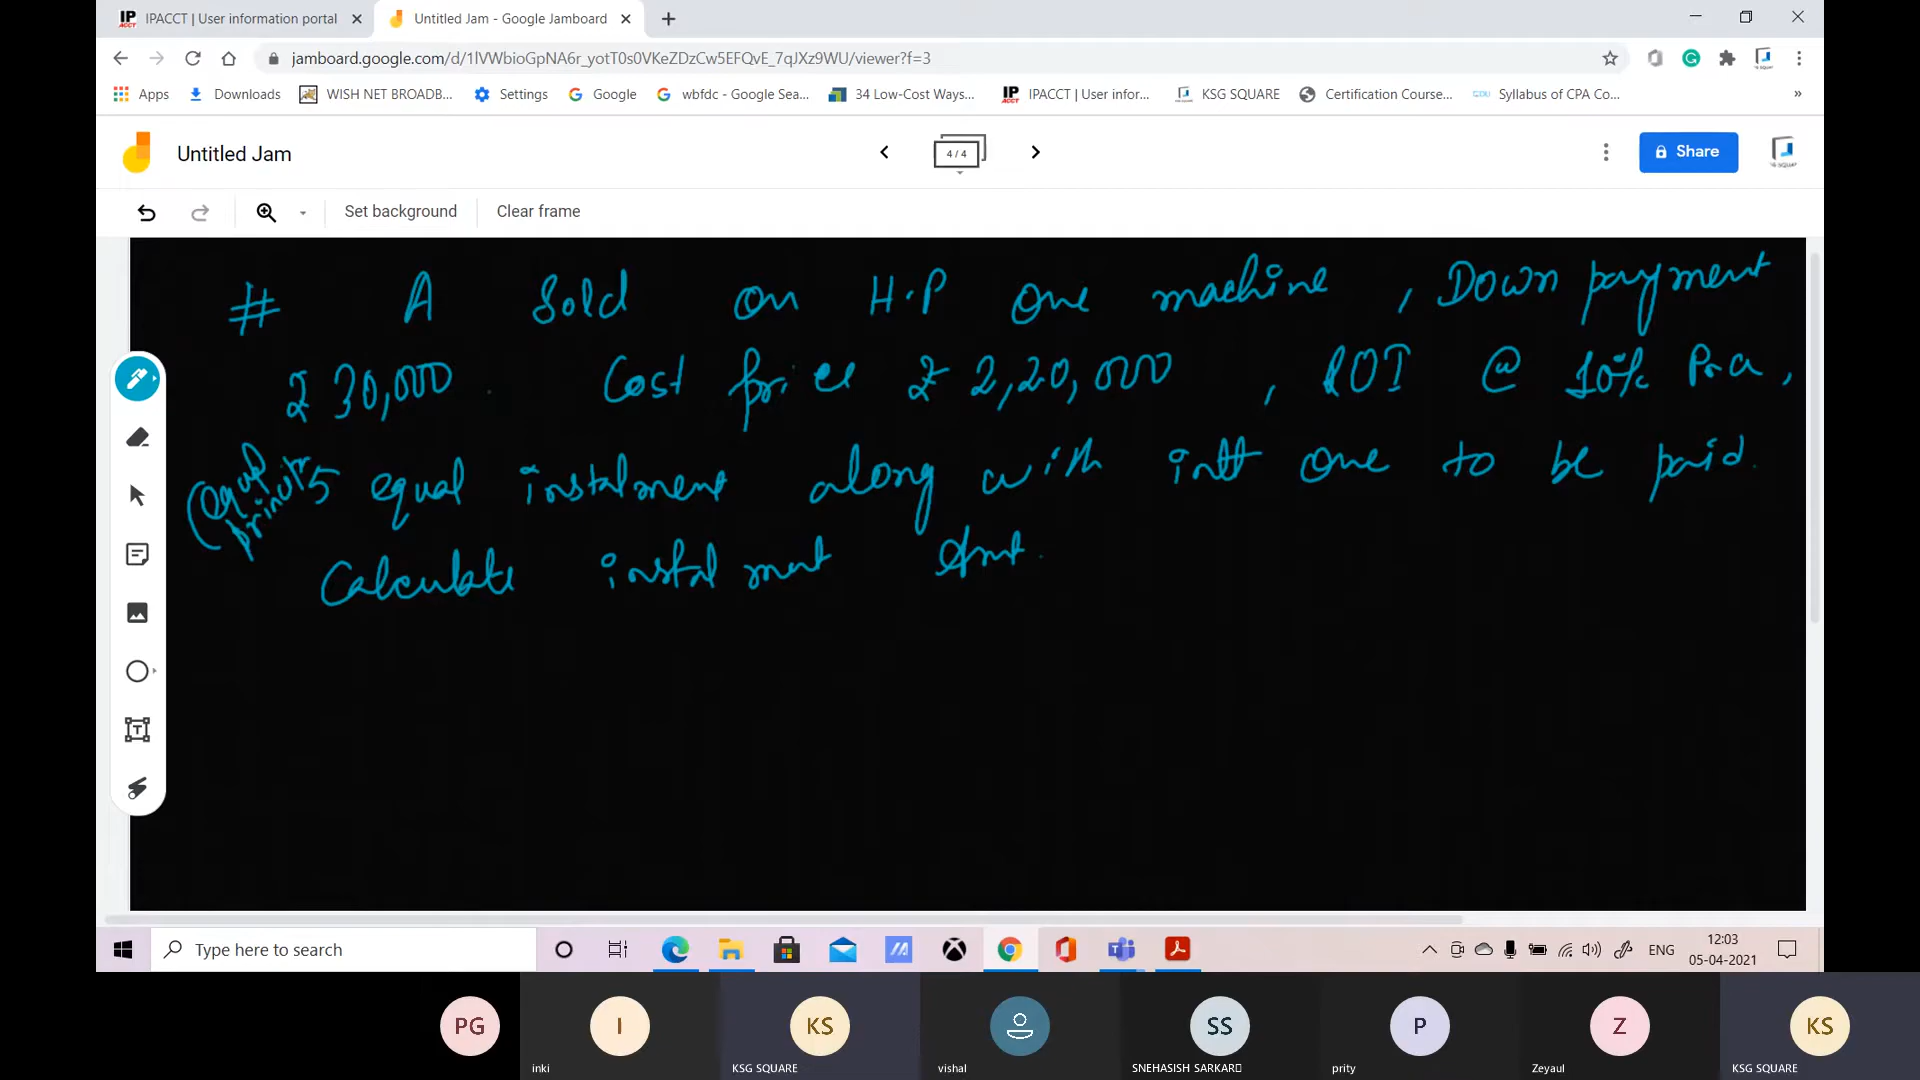 IPACCT | User information portal
Untitled Jam - Google Jamboard
jamboard.google.com/d/1lVWbioGpNA6r_yotT0s0VKeZDzCw5EFQvE_7qJXz9WU/viewer?f=3
Apps Downloads WISH NET BROADB... Settings Google wbfdc - Google Sea... 34 Low-Cost Ways... IPACCT | User infor... KSG SQUARE Certification Course... Syllabus of CPA Co... »
Untitled Jam
4 / 4
Share
Set background Clear frame
# A Sold on H.P One machine , Down payment
₹ 30,000 . Cost price ₹ 2,20,000 , ROI @ 10% P.a ,
5 equal instalment along with intt one to be paid.
(equal
Calculate instalment Amt.
Type here to search
ENG
12:03
05-04-2021
PG I KS SS P Z KS
inki KSG SQUARE vishal SNEHASISH SARKAR prity Zeyaul KSG SQUARE